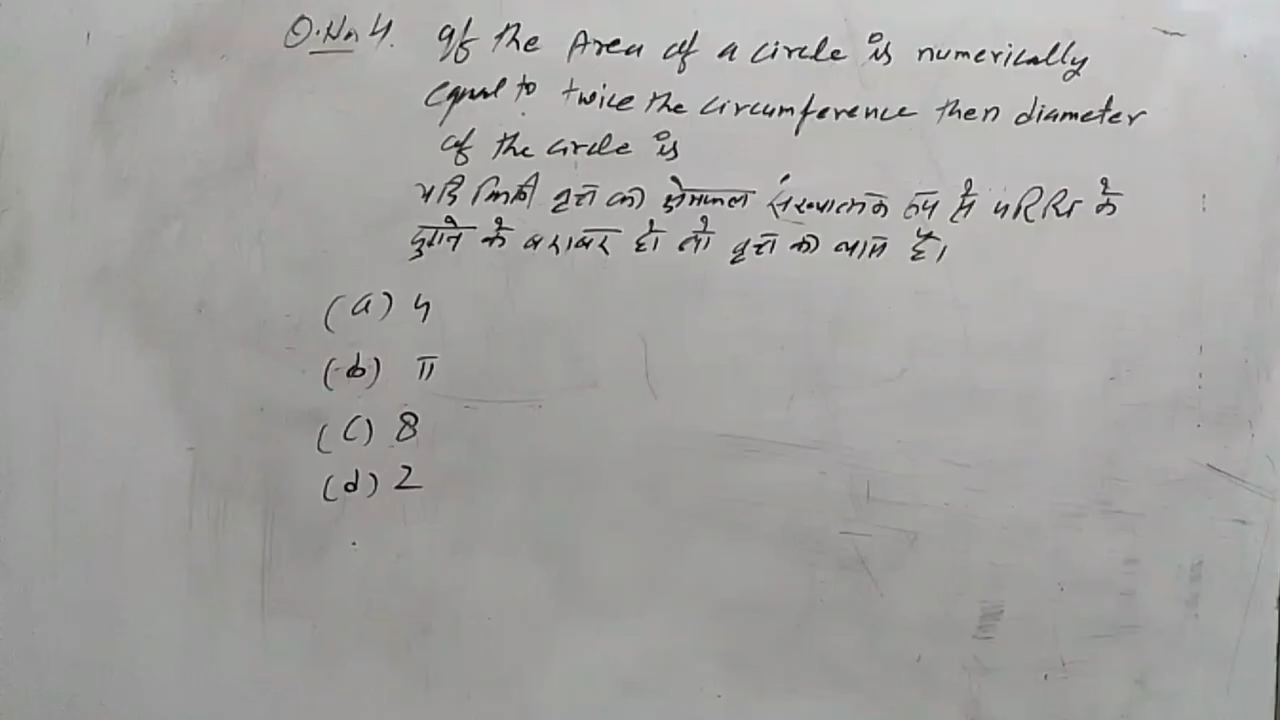 Q.No 4. If the Area of a circle is numerically
equal to twice the circumference then diameter
of the circle is
यदि किसी वृत्त का क्षेत्रफल संख्यात्मक रूप से परिधि के
दुगुने के बराबर हो तो वृत्त का व्यास है।
(a) 4
(b) π
(c) 8
(d) 2